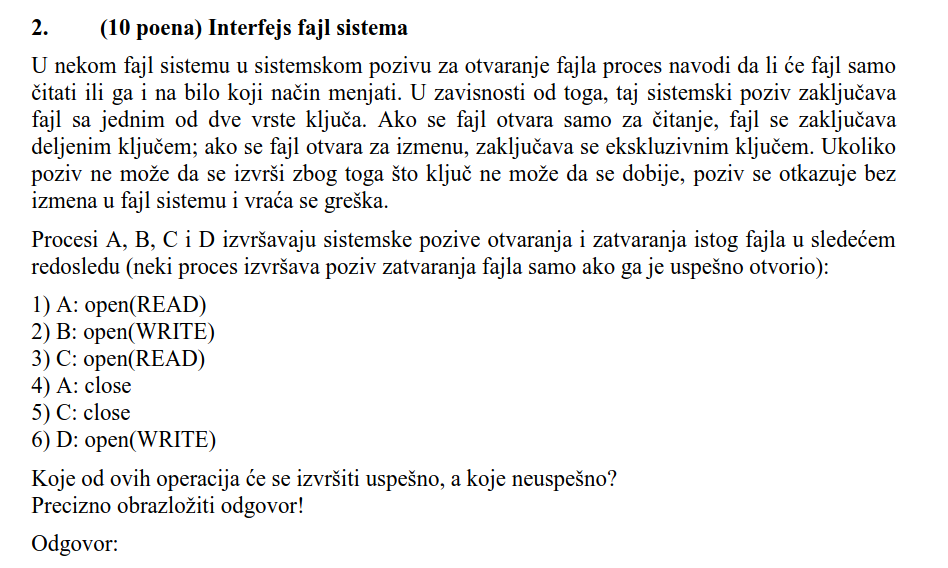 2. (10 poena) Interfejs fajl sistema
U nekom fajl sistemu u sistemskom pozivu za otvaranje fajla proces navodi da li će fajl samo
čitati ili ga i na bilo koji način menjati. U zavisnosti od toga, taj sistemski poziv zaključava
fajl sa jednim od dve vrste ključa. Ako se fajl otvara samo za čitanje, fajl se zaključava
deljenim ključem; ako se fajl otvara za izmenu, zaključava se ekskluzivnim ključem. Ukoliko
poziv ne može da se izvrši zbog toga što ključ ne može da se dobije, poziv se otkazuje bez
izmena u fajl sistemu i vraća se greška.
Procesi A, B, C i D izvršavaju sistemske pozive otvaranja i zatvaranja istog fajla u sledećem
redosledu (neki proces izvršava poziv zatvaranja fajla samo ako ga je uspešno otvorio):
1) A: open(READ)
2) B: open(WRITE)
3) C: open(READ)
4) A: close
5) C: close
6) D: open(WRITE)
Koje od ovih operacija će se izvršiti uspešno, a koje neuspešno?
Precizno obrazložiti odgovor!
Odgovor: